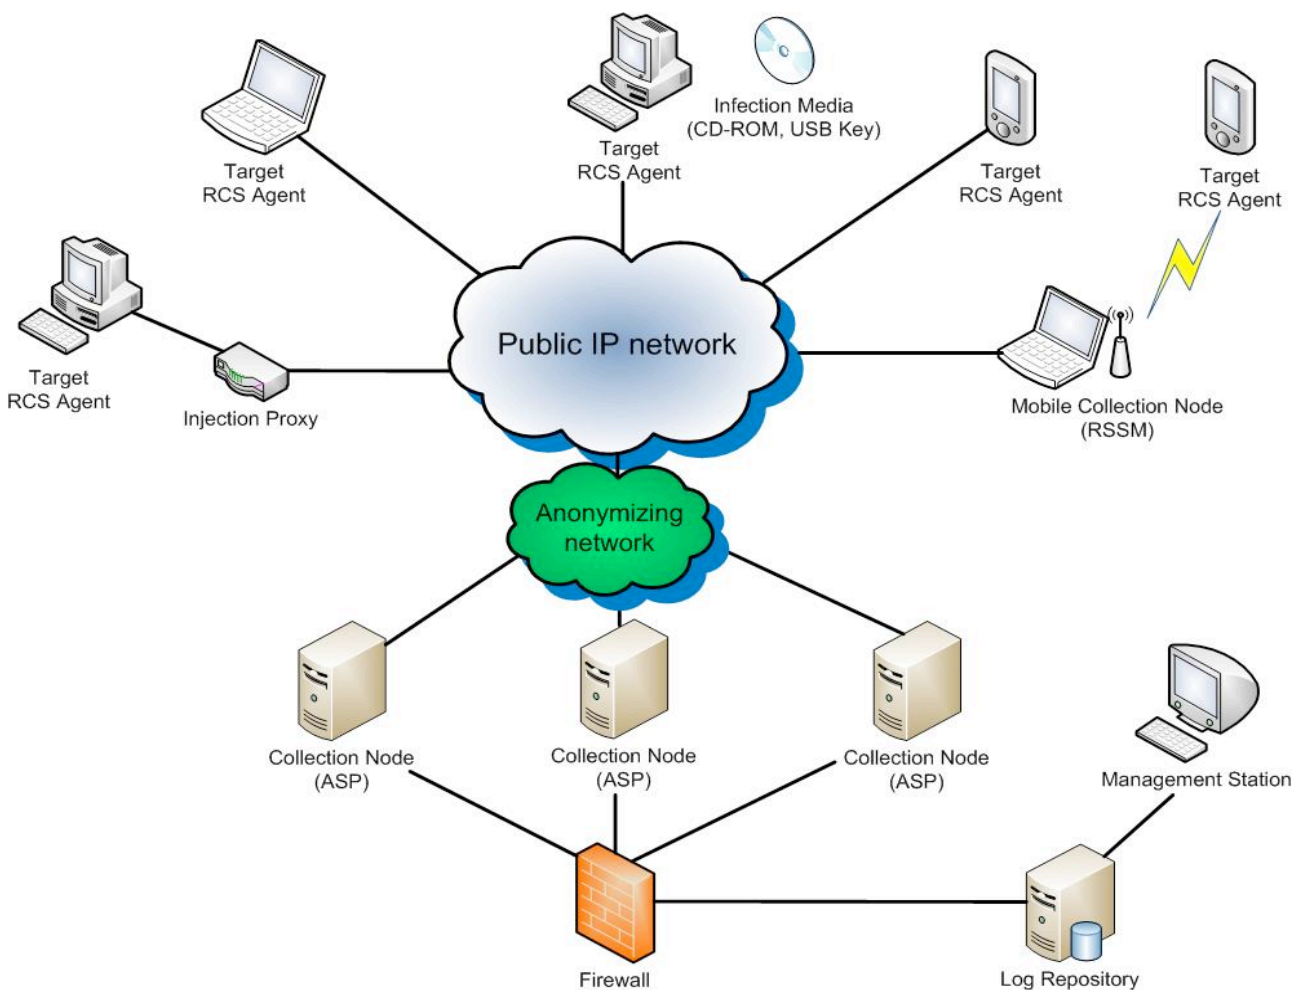 Target
RCS Agent
Target
RCS Agent
Infection Media
(CD-ROM, USB Key)
Target
RCS Agent
Target
RCS Agent
Target
RCS Agent
Injection Proxy
Public IP network
Mobile Collection Node
(RSSM)
Anonymizing
network
Collection Node
(ASP)
Collection Node
(ASP)
Collection Node
(ASP)
Management Station
Firewall
Log Repository